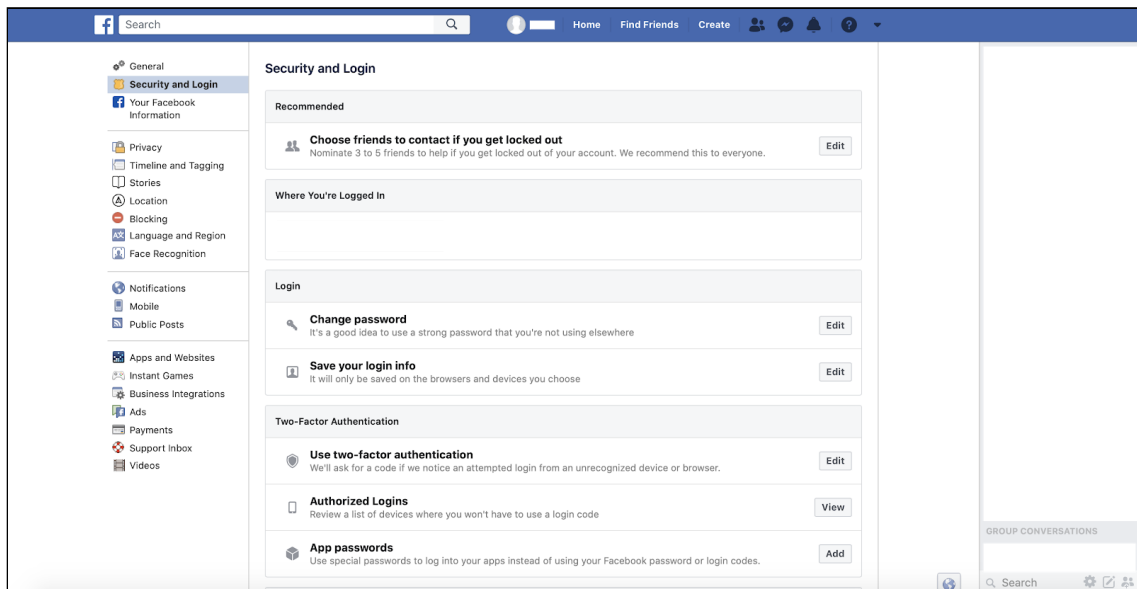 Search
Home
Find Friends
Create
General
Security and Login
Your Facebook
Information
Privacy
Timeline and Tagging
Stories
Location
Blocking
Language and Region
Face Recognition
Notifications
Mobile
Public Posts
Apps and Websites
Instant Games
Business Integrations
Ads
Payments
Support Inbox
Videos
Security and Login
Recommended
Choose friends to contact if you get locked out
Nominate 3 to 5 friends to help if you get locked out of your account. We recommend this to everyone.
Edit
Where You're Logged In
Login
Change password
It's a good idea to use a strong password that you're not using elsewhere
Edit
Save your login info
It will only be saved on the browsers and devices you choose
Edit
Two-Factor Authentication
Use two-factor authentication
We'll ask for a code if we notice an attempted login from an unrecognized device or browser.
Edit
Authorized Logins
Review a list of devices where you won't have to use a login code
View
App passwords
Use special passwords to log into your apps instead of using your Facebook password or login codes.
Add
GROUP CONVERSATIONS
Search